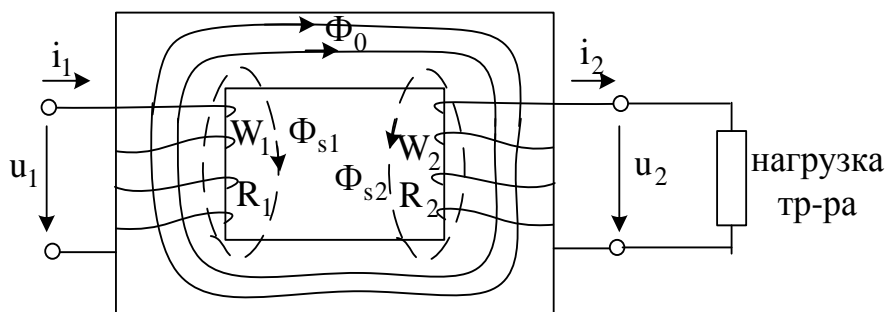 Φ0
i1
i2
W1
Φs1
W2
u1
Φs2
u2
нагрузка
R1
R2
тр-ра